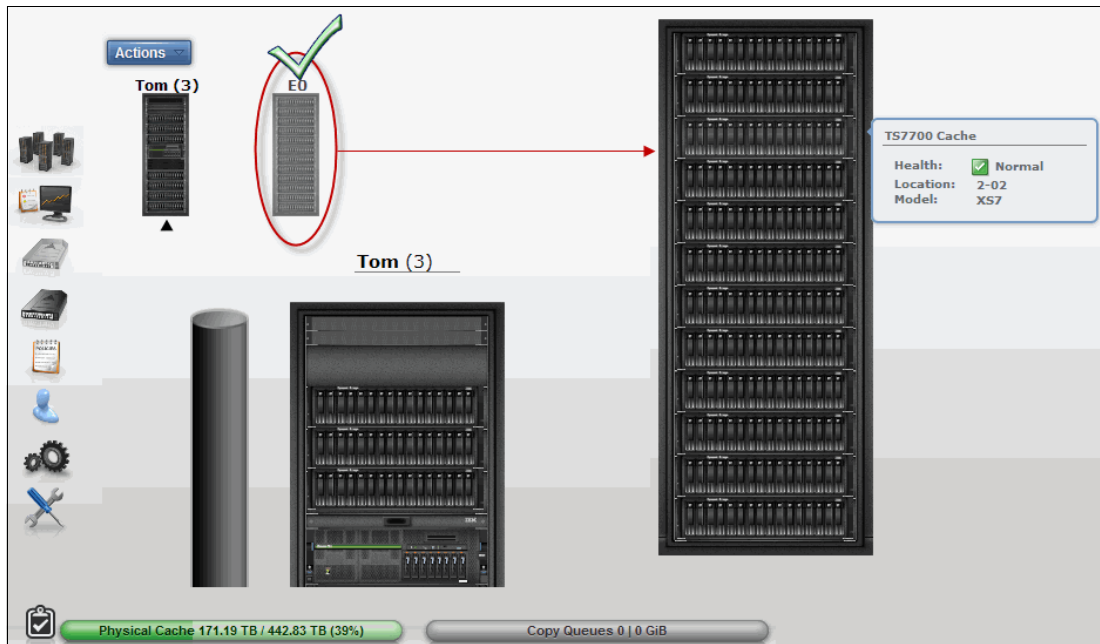 Actions
Tom (3)
E0
TS7700 Cache
Health: Normal
Location: 2-02
Model: XS7
Tom (3)
IBM
Physical Cache 171.19 TB / 442.83 TB (39%)
Copy Queues 0 | 0 GiB